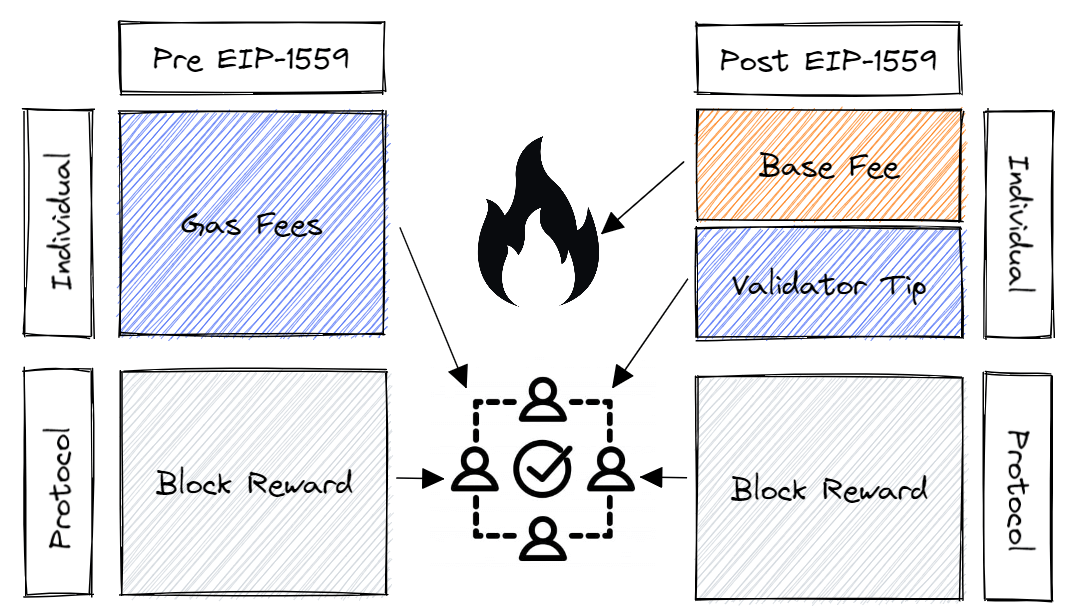 Pre EIP-1559
Post EIP-1559
Individual
Gas Fees
Base Fee
Validator Tip
Individual
Protocol
Block Reward
Block Reward
Protocol